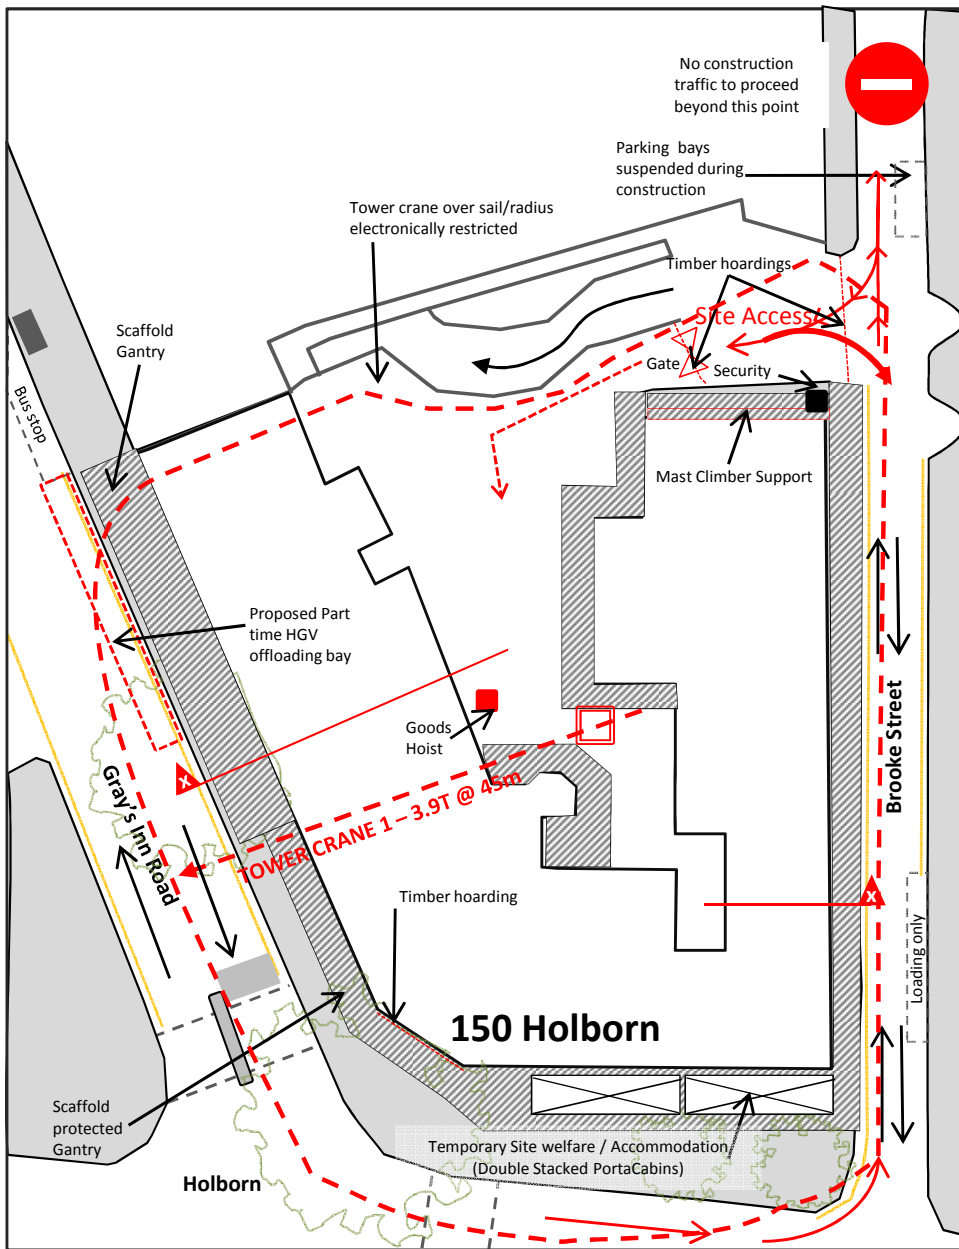 No construction
traffic to proceed
beyond this point
Parking bays
suspended during
construction
Tower crane over sail/radius
electronically restricted
Timber hoardings
Site Access
Scaffold
Gantry
Gate
Security
Bus stop
Mast Climber Support
Proposed Part
time HGV
offloading bay
Goods
Hoist
Brooke Street
X
Gray's Inn Road
TOWER CRANE 1 – 3.9T @ 45m
Timber hoarding
X
Loading only
150 Holborn
Scaffold
protected
Gantry
Temporary Site welfare / Accommodation
(Double Stacked PortaCabins)
Holborn